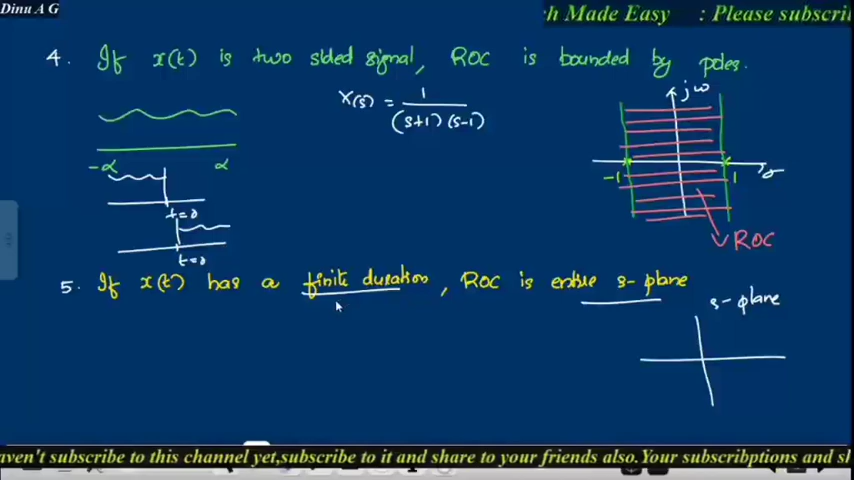 Dinu A G
ch Made Easy : Please subscri
4. If x(t) is two sided signal, ROC is bounded by poles.
X(s) = 1 / (s+1)(s-1)
jω
-α α
-1 1 σ
t=0
ROC
t=0
5. If x(t) has a finite duration, ROC is entire s-plane
s-plane
aven't subscribe to this channel yet,subscribe to it and share to your friends also.Your subscribptions and sh